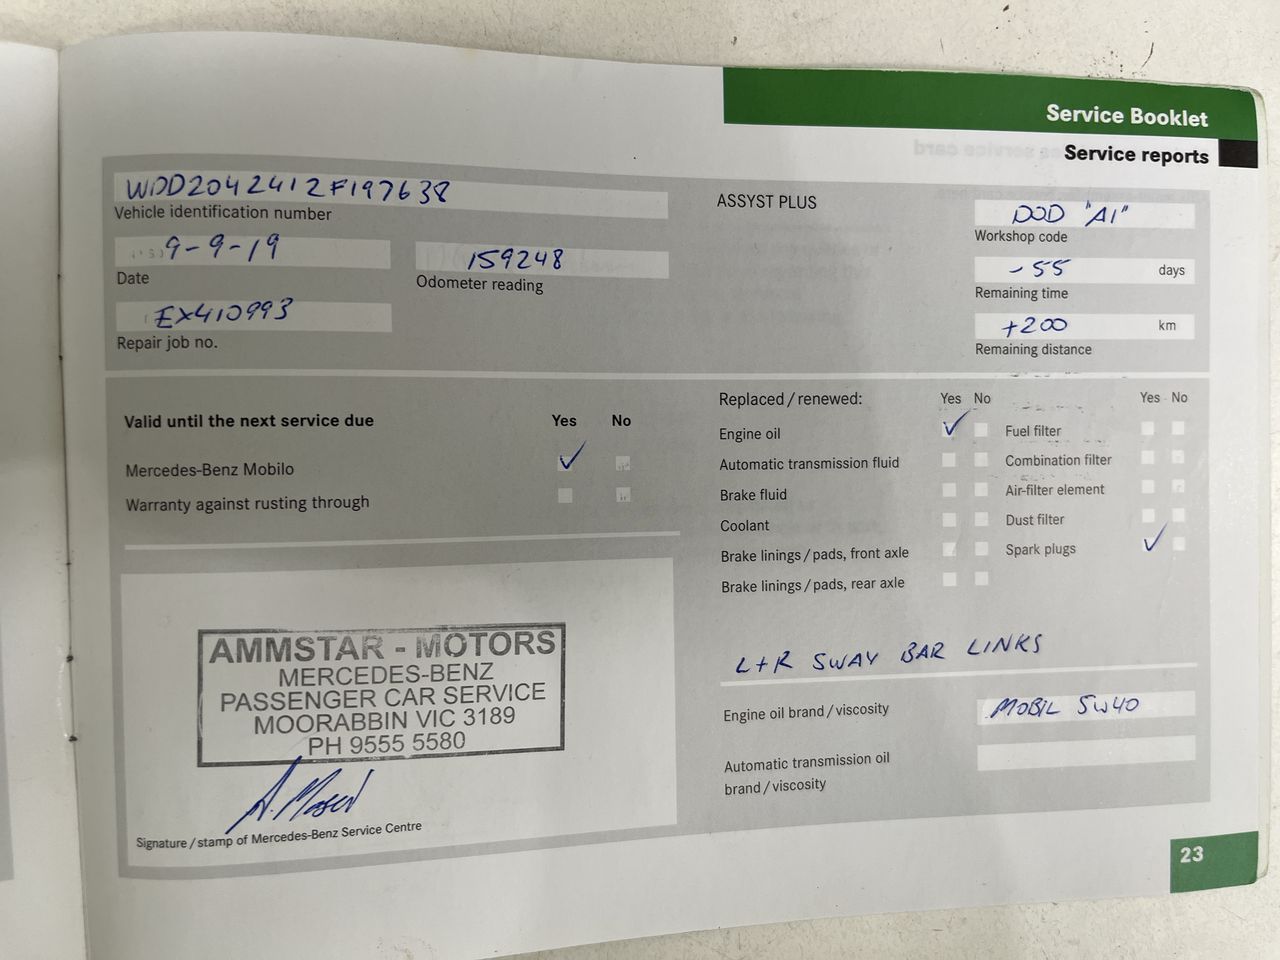 Service Booklet
Service reports
WDD2042412F197638
Vehicle identification number
9-9-19
Date
159248
Odometer reading
EX410993
Repair job no.
ASSYST PLUS
DOD "A1"
Workshop code
-55 days
Remaining time
+200 km
Remaining distance
Valid until the next service due Yes No
Mercedes-Benz Mobilo
Warranty against rusting through
AMMSTAR - MOTORS
MERCEDES-BENZ
PASSENGER CAR SERVICE
MOORABBIN VIC 3189
PH 9555 5580
Signature / stamp of Mercedes-Benz Service Centre
Replaced / renewed: Yes No
Engine oil
Automatic transmission fluid
Brake fluid
Coolant
Brake linings / pads, front axle
Brake linings / pads, rear axle
Yes No
Fuel filter
Combination filter
Air-filter element
Dust filter
Spark plugs
L+R SWAY BAR LINKS
Engine oil brand / viscosity
MOBIL 5W40
Automatic transmission oil
brand / viscosity
23